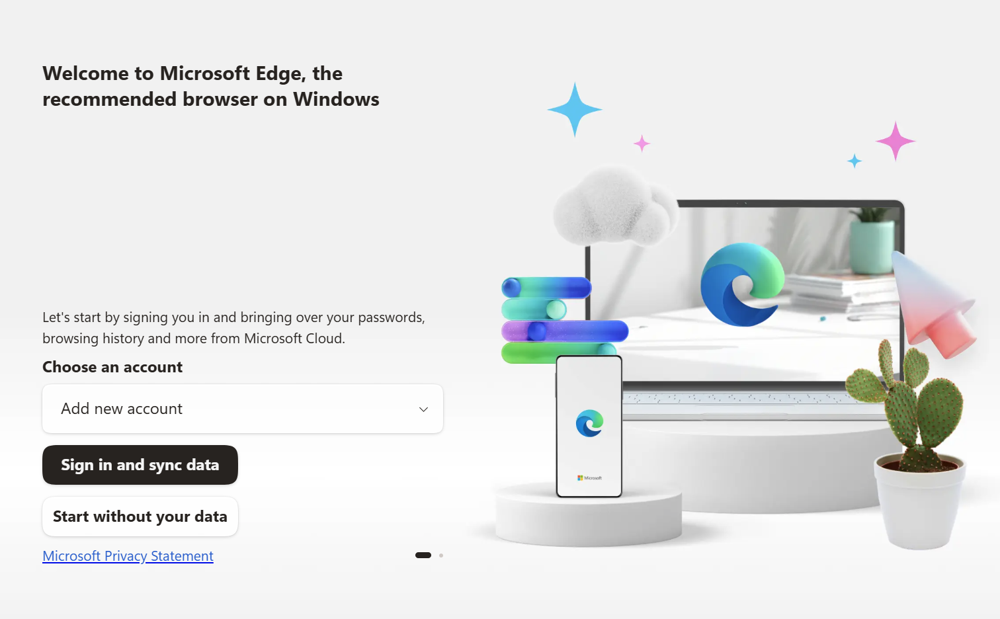 Welcome to Microsoft Edge, the
recommended browser on Windows
Let's start by signing you in and bringing over your passwords,
browsing history and more from Microsoft Cloud.
Choose an account
Add new account
Sign in and sync data
Start without your data
Microsoft Privacy Statement
Microsoft